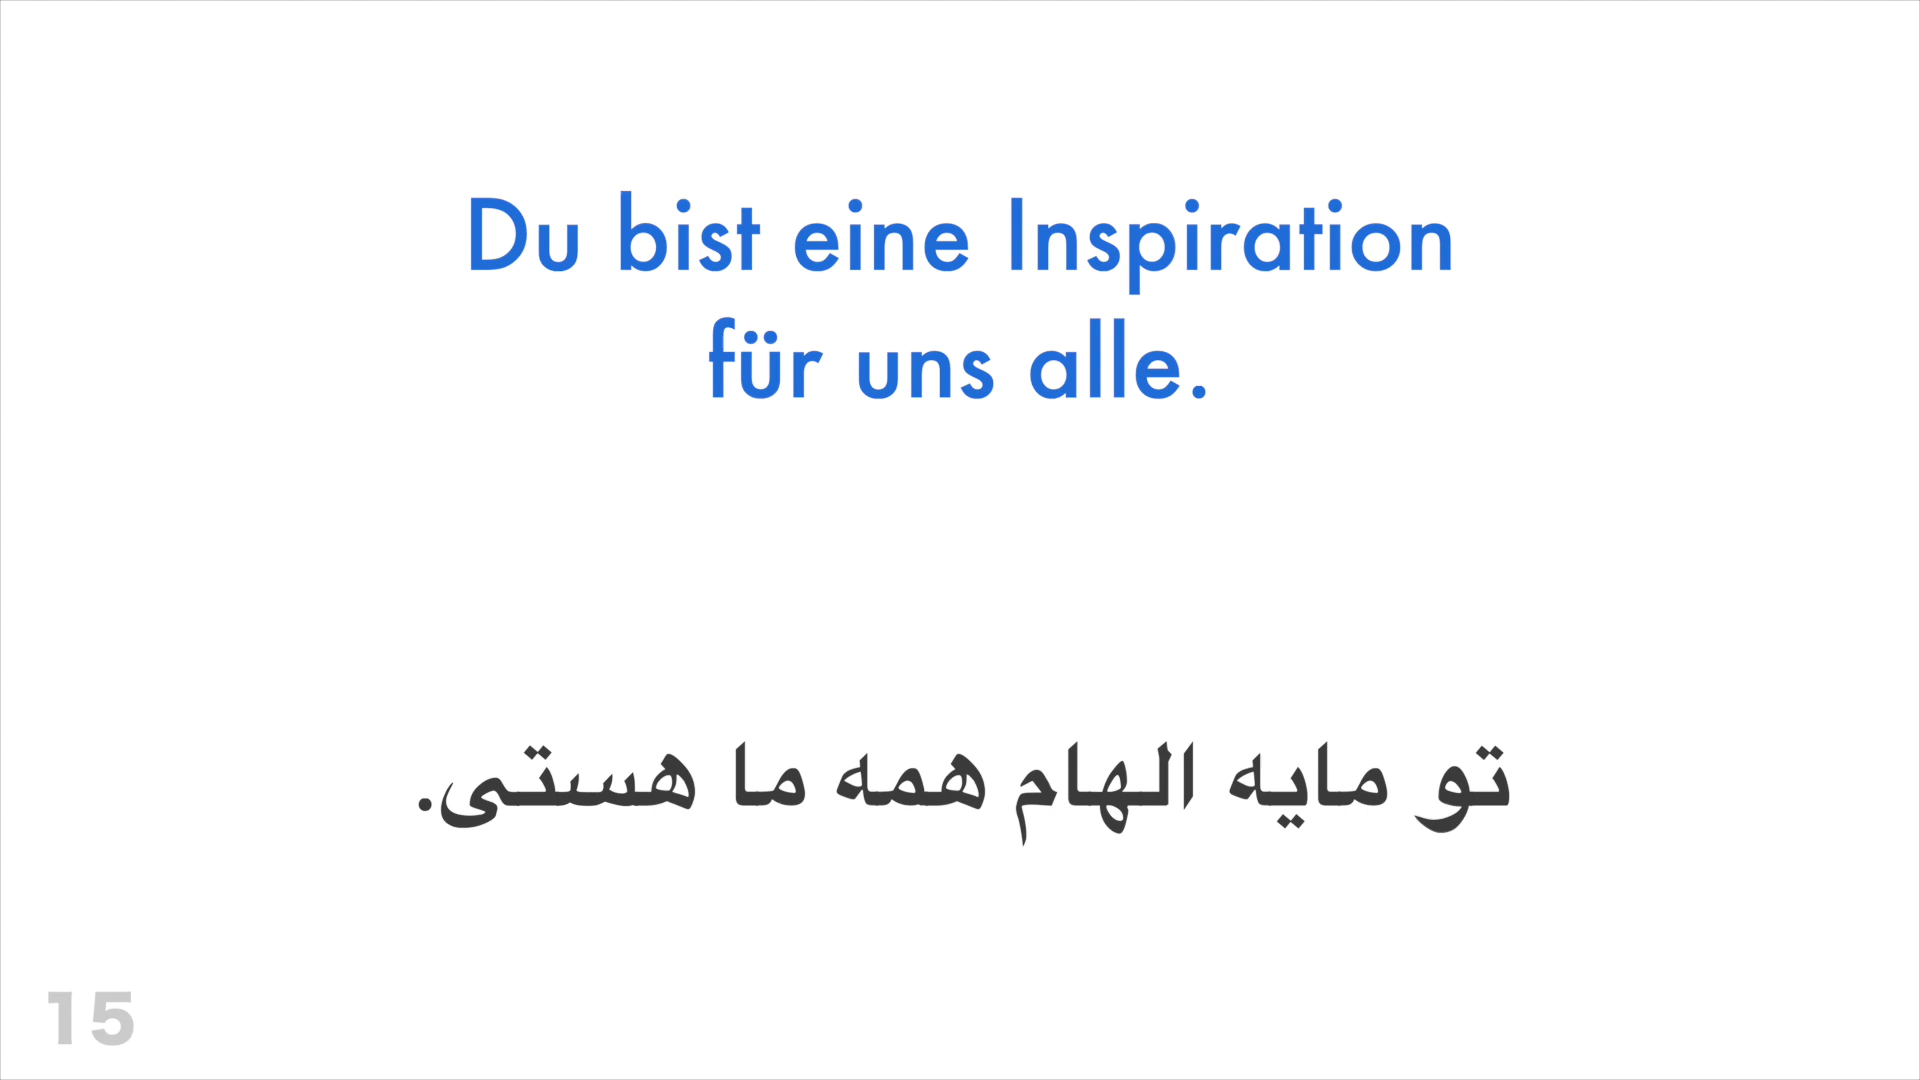 Du bist eine Inspiration
für uns alle.
تو مایه الهام همه ما هستی.
15